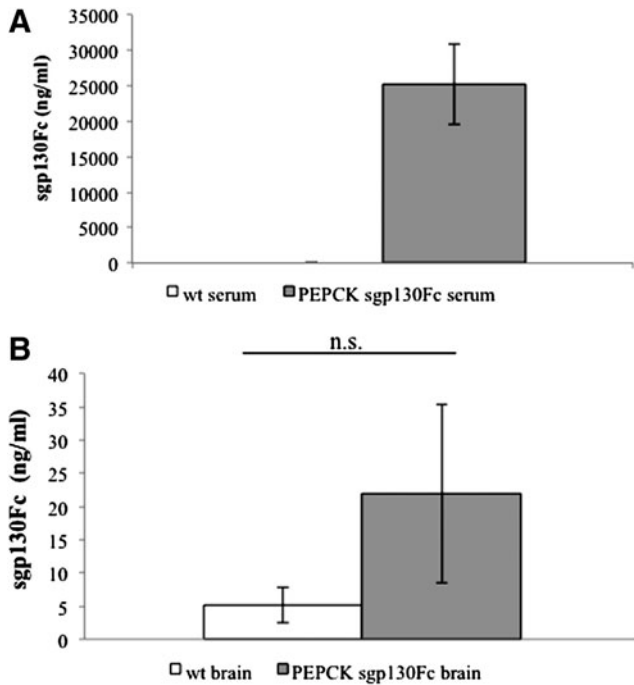 A
sgp130Fc (ng/ml)
35000
30000
25000
20000
15000
10000
5000
0
wt serum PEPCK sgp130Fc serum
B
n.s.
sgp130Fc (ng/ml)
40
35
30
25
20
15
10
5
0
wt brain PEPCK sgp130Fc brain